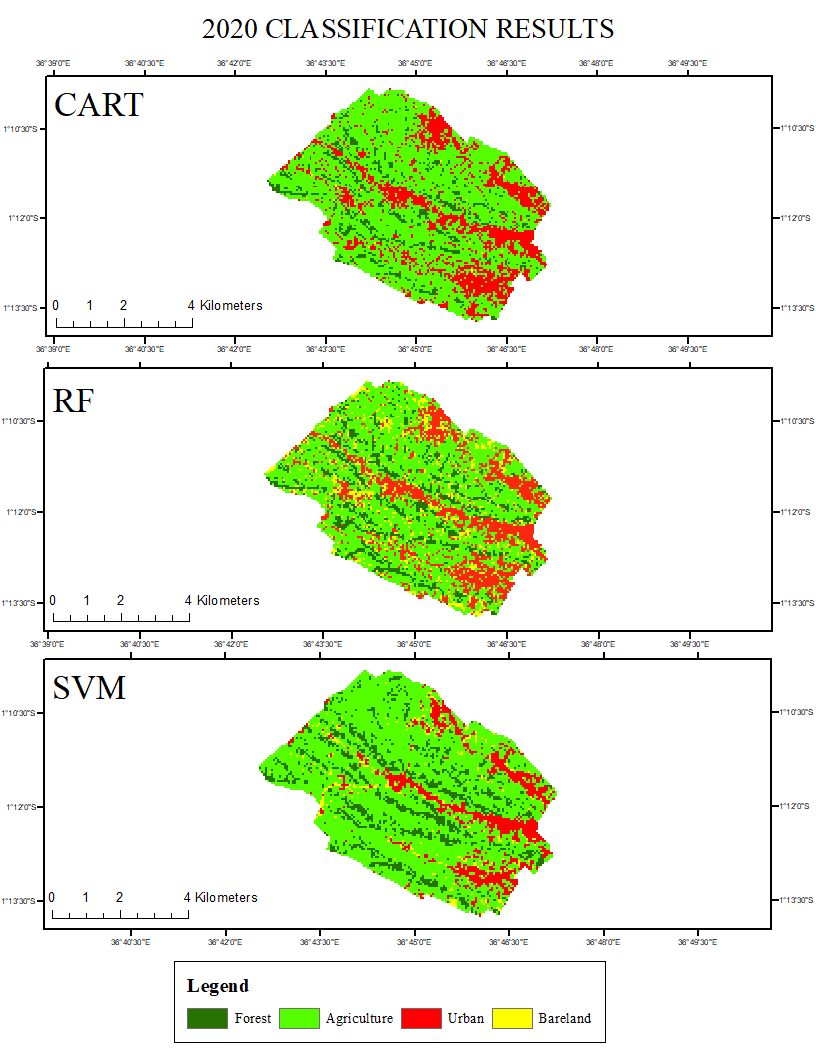 2020 CLASSIFICATION RESULTS
36°39'0"E 36°40'30"E 36°42'0"E 36°43'30"E 36°45'0"E 36°46'30"E 36°48'0"E 36°49'30"E
CART
1°10'30"S 1°10'30"S
1°12'0"S 1°12'0"S
0 1 2 4 Kilometers
1°13'30"S 1°13'30"S
36°39'0"E 36°40'30"E 36°42'0"E 36°43'30"E 36°45'0"E 36°46'30"E 36°48'0"E 36°49'30"E
RF
1°10'30"S 1°10'30"S
1°12'0"S 1°12'0"S
0 1 2 4 Kilometers
1°13'30"S 1°13'30"S
36°39'0"E 36°40'30"E 36°42'0"E 36°43'30"E 36°45'0"E 36°46'30"E 36°48'0"E 36°49'30"E
SVM
1°10'30"S 1°10'30"S
1°12'0"S 1°12'0"S
0 1 2 4 Kilometers
1°13'30"S 1°13'30"S
36°40'30"E 36°42'0"E 36°43'30"E 36°45'0"E 36°46'30"E 36°48'0"E 36°49'30"E
Legend
Forest Agriculture Urban Bareland